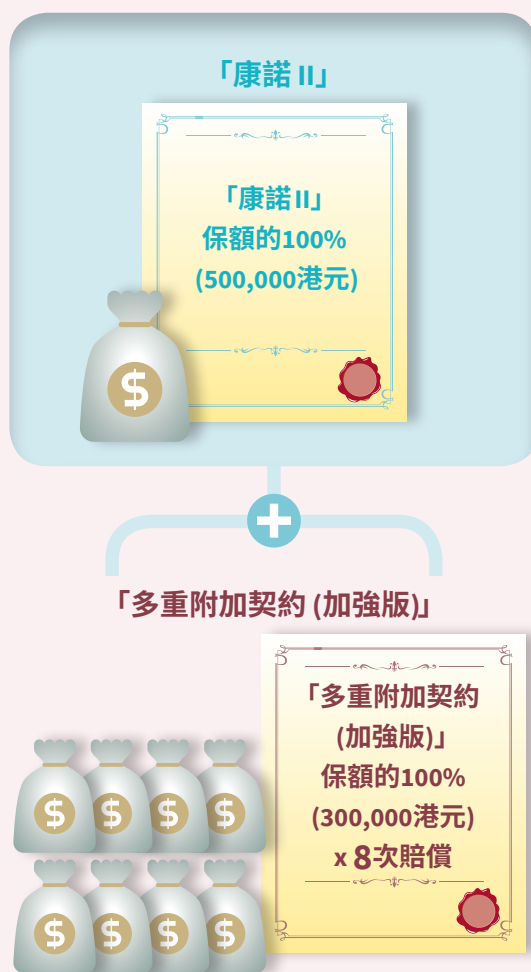 「康諾 II」
「康諾II」
保額的100%
(500,000港元)
$
「多重附加契約 (加強版)」
「多重附加契約
(加強版)」
保額的100%
(300,000港元)
x 8次賠償
$ $ $ $
$ $ $ $